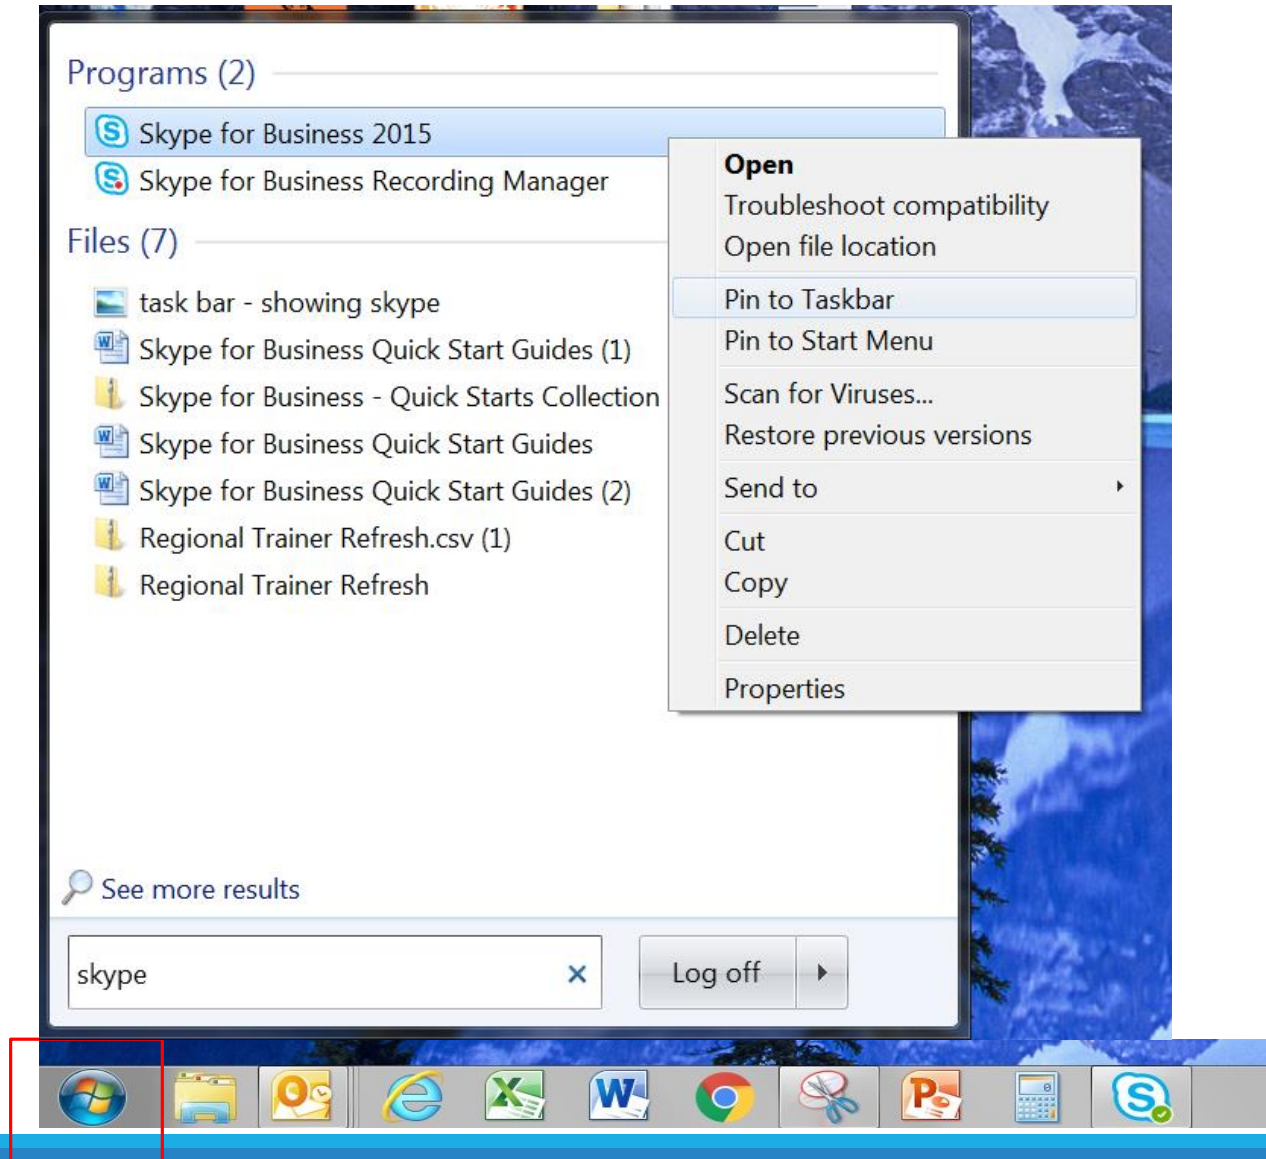 Programs (2)
Skype for Business 2015
Skype for Business Recording Manager
Files (7)
task bar - showing skype
Skype for Business Quick Start Guides (1)
Skype for Business - Quick Starts Collection
Skype for Business Quick Start Guides
Skype for Business Quick Start Guides (2)
Regional Trainer Refresh.csv (1)
Regional Trainer Refresh
Open
Troubleshoot compatibility
Open file location
Pin to Taskbar
Pin to Start Menu
Scan for Viruses...
Restore previous versions
Send to
Cut
Copy
Delete
Properties
See more results
skype
Log off